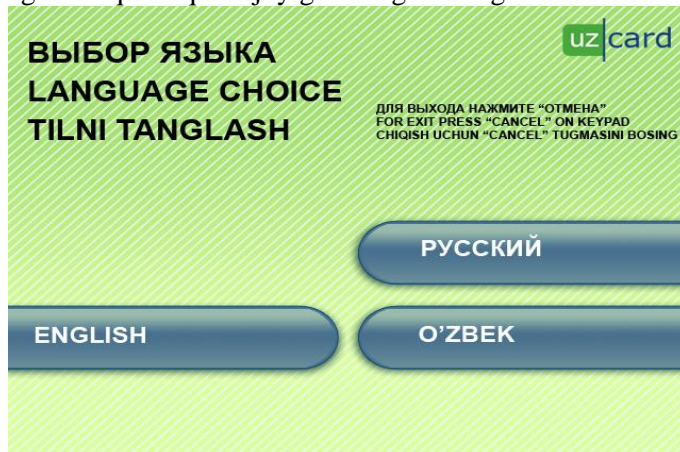 ВЫБОР ЯЗЫКА
LANGUAGE CHOICE
TILNI TANGLASH
uzcard
ДЛЯ ВЫХОДА НАЖМИТЕ “ОТМЕНА”
FOR EXIT PRESS “CANCEL” ON KEYPAD
CHIQISH UCHUN “CANCEL” TUGMASINI BOSING
РУССКИЙ
ENGLISH
O’ZBEK